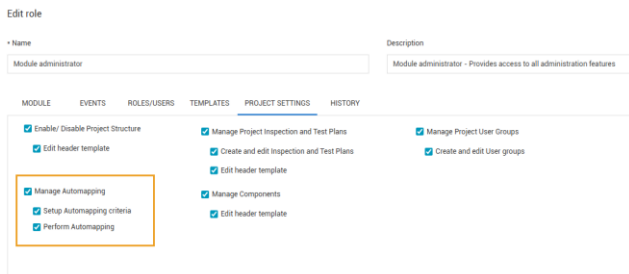 Edit role
* Name
Description
Module administrator
Module administrator - Provides access to all administration features
MODULE EVENTS ROLES/USERS TEMPLATES PROJECT SETTINGS HISTORY
Enable/ Disable Project Structure
Edit header template
Manage Automapping
Setup Automapping criteria
Perform Automapping
Manage Project Inspection and Test Plans
Create and edit Inspection and Test Plans
Edit header template
Manage Components
Edit header template
Manage Project User Groups
Create and edit User groups